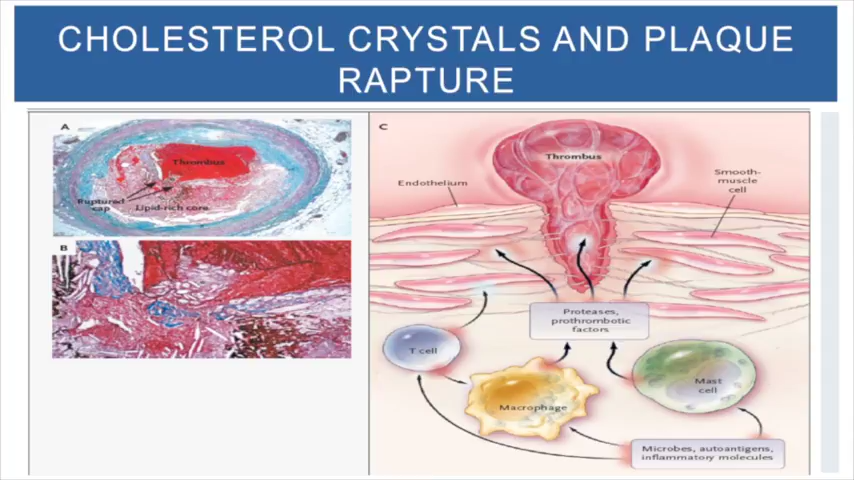 CHOLESTEROL CRYSTALS AND PLAQUE
RAPTURE
A
Thrombus
Ruptured
cap
Lipid-rich core
B
C
Thrombus
Endothelium
Smooth-
muscle
cell
Proteases,
prothrombotic
factors
T cell
Macrophage
Mast
cell
Microbes, autoantigens,
inflammatory molecules